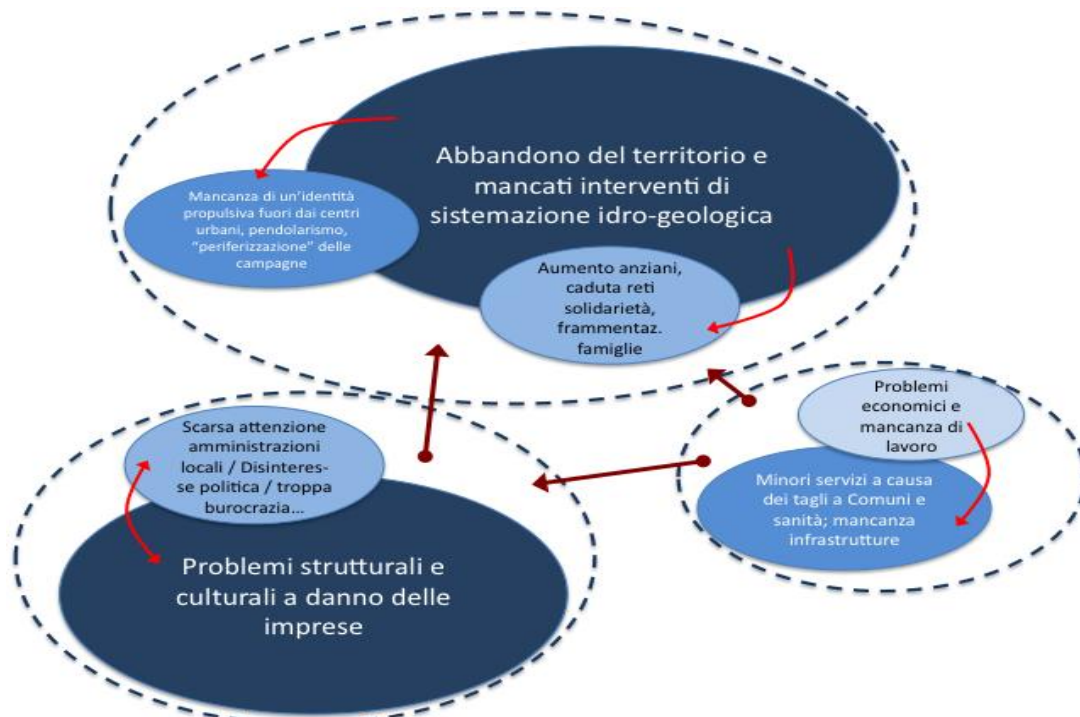 Abbandono del territorio e
mancati interventi di
sistemazione idro-geologica
Mancanza di un'identità
propulsiva fuori dai centri
urbani, pendolarismo,
"periferizzazione" delle
campagne
Aumento anziani,
caduta reti
solidarietà,
frammentaz.
famiglie
Problemi
economici e
mancanza di
lavoro
Minori servizi a causa
dei tagli a Comuni e
sanità; mancanza
infrastrutture
Scarsa attenzione
amministrazioni
locali / Disinteres-
se politica / troppa
burocrazia...
Problemi strutturali e
culturali a danno delle
imprese